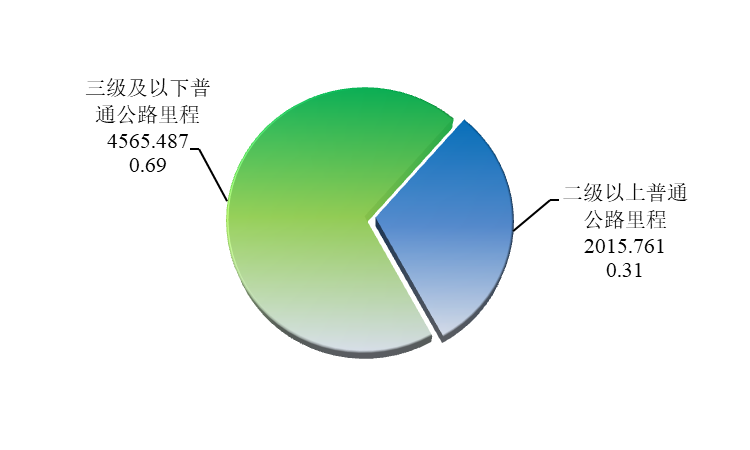 三级及以下普
通公路里程
4565.487
0.69
二级以上普通
公路里程
2015.761
0.31